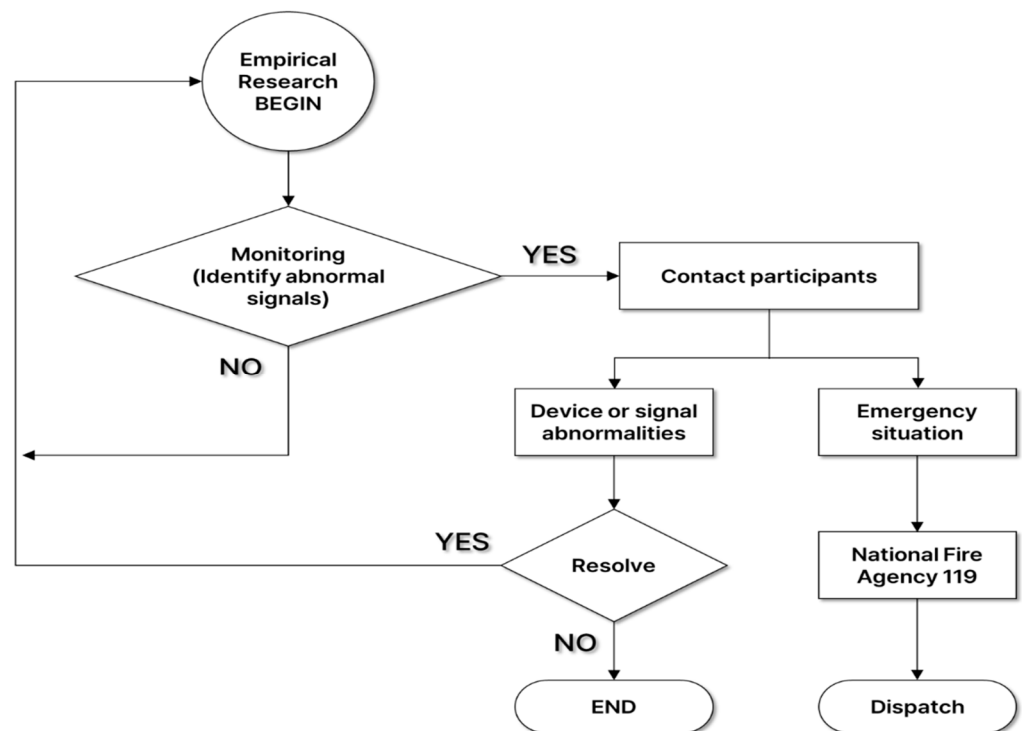 Empirical
Research
BEGIN
Monitoring
(Identify abnormal
signals)
YES
Contact participants
NO
Device or signal
abnormalities
Emergency
situation
YES
Resolve
National Fire
Agency 119
NO
END
Dispatch